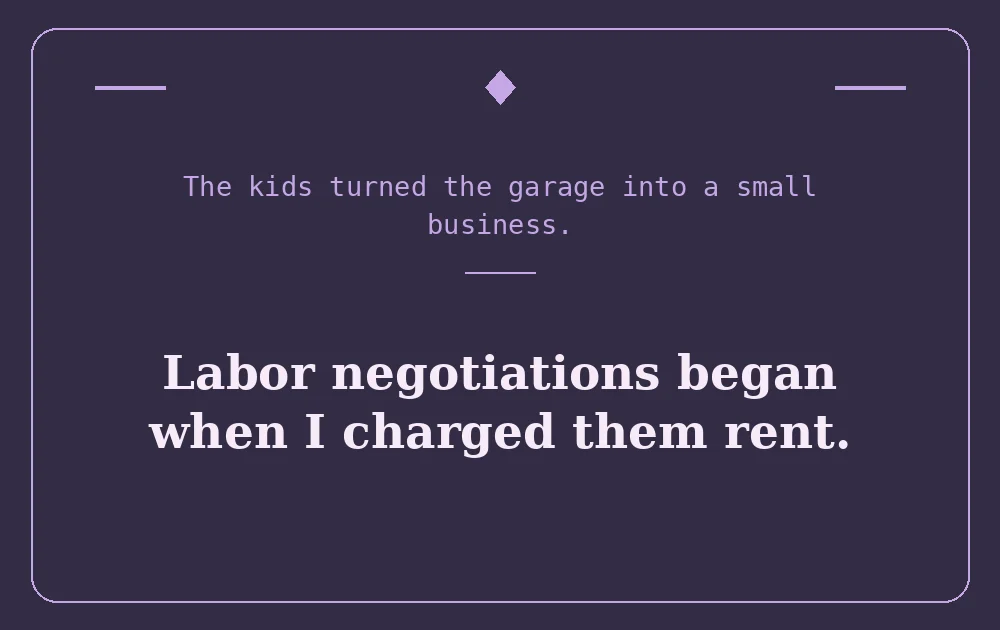 The kids turned the garage into a small
business.
Labor negotiations began
when I charged them rent.